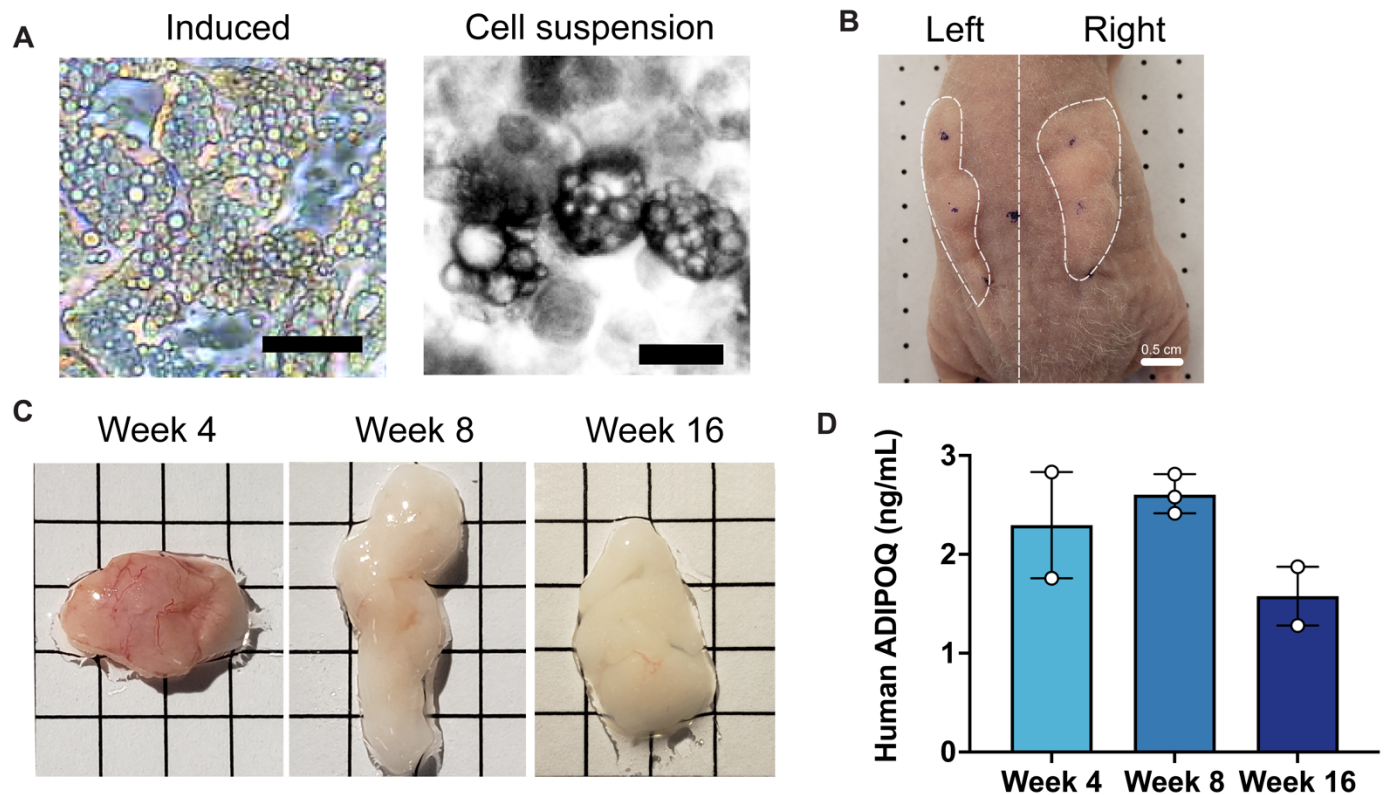 A
Induced
Cell suspension
B
Left
Right
0.5 cm
C
Week 4
Week 8
Week 16
D
Human ADIPOQ (ng/mL)
3
2
1
0
Week 4
Week 8
Week 16